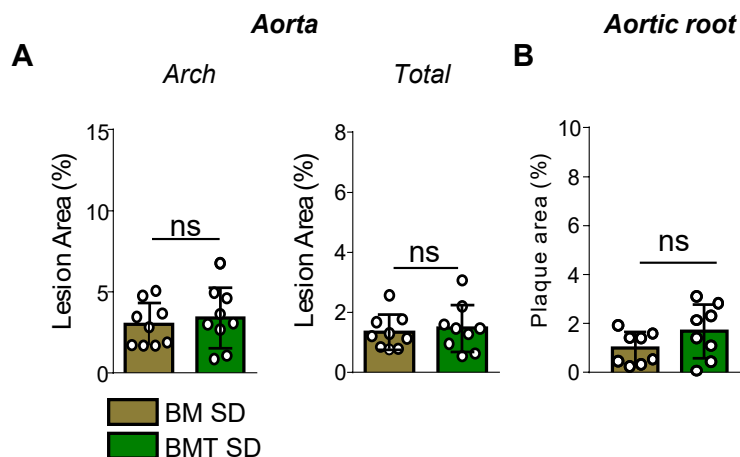 Aorta
Aortic root
A
Arch
Total
B
Lesion Area (%)
15
10
5
0
ns
Lesion Area (%)
8
6
4
2
0
ns
Plaque area (%)
10
8
6
4
2
0
ns
BM SD
BMT SD